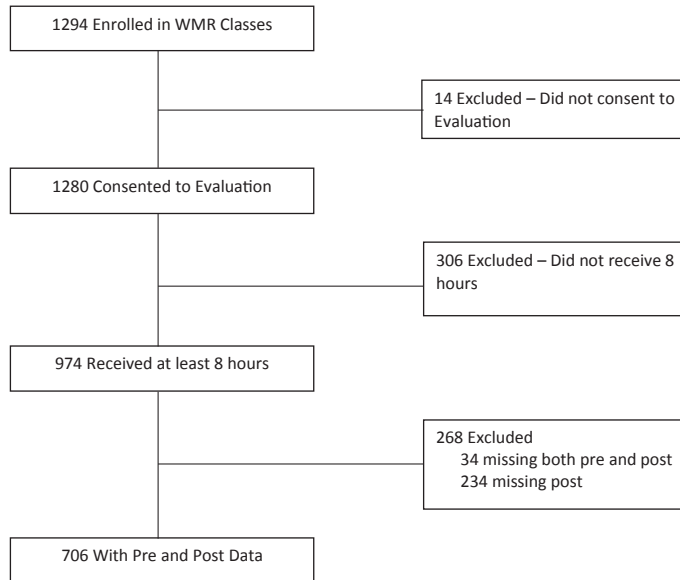 1294 Enrolled in WMR Classes
14 Excluded – Did not consent to
Evaluation
1280 Consented to Evaluation
306 Excluded – Did not receive 8
hours
974 Received at least 8 hours
268 Excluded
34 missing both pre and post
234 missing post
706 With Pre and Post Data